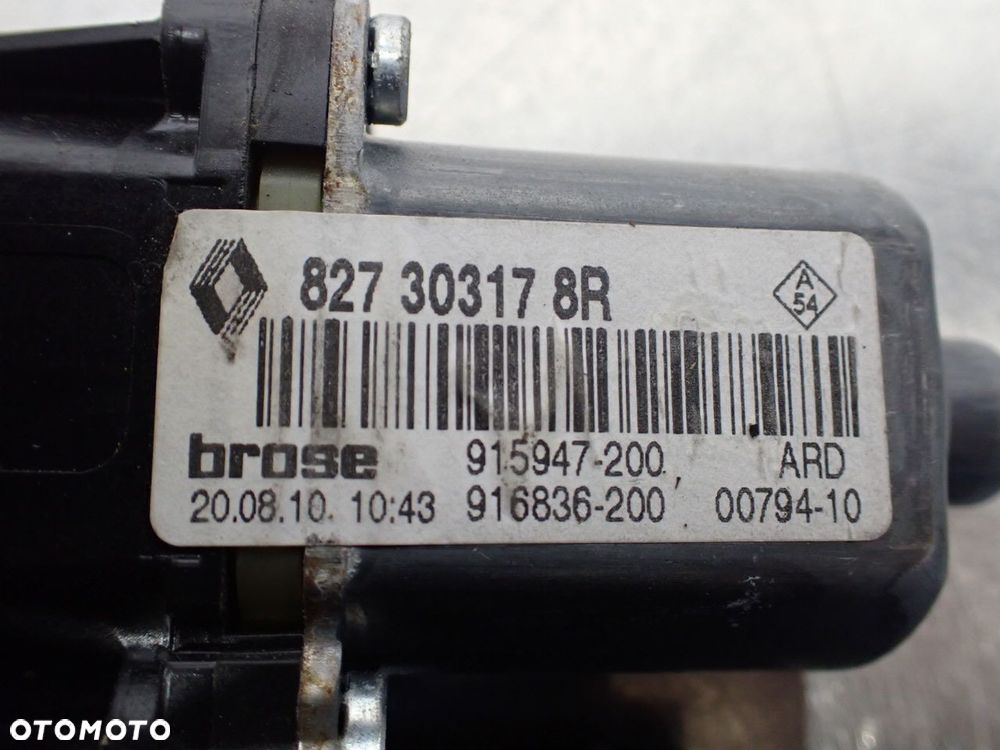 827 30317 8R
A
54
brose 915947-200, ARD
20.08.10. 10:43 916836-200 00794-10
OTOMOTO